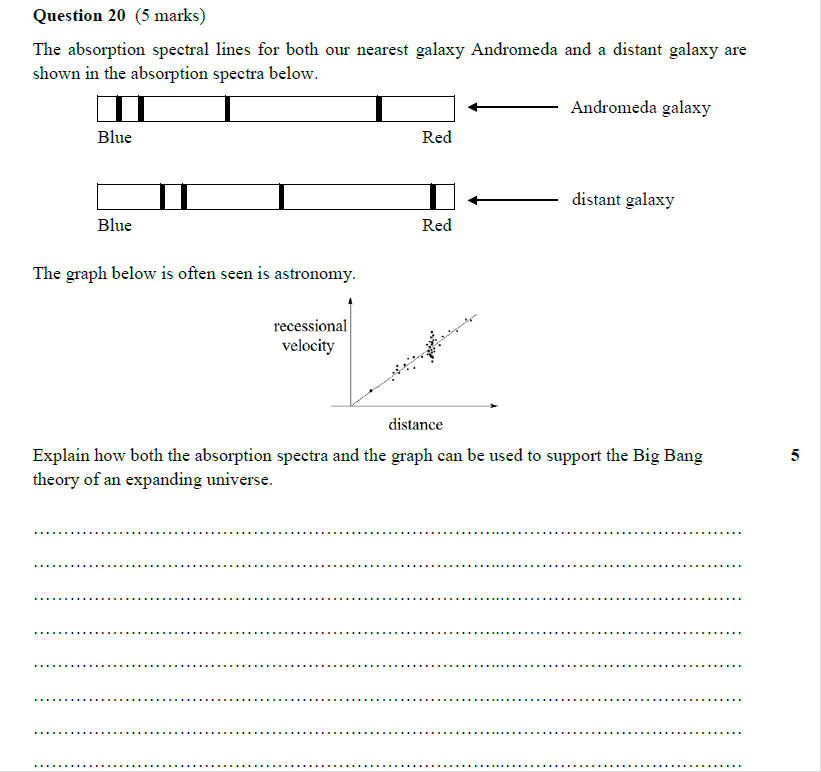 Question 20 (5 marks)
The absorption spectral lines for both our nearest galaxy Andromeda and a distant galaxy are
shown in the absorption spectra below.
Andromeda galaxy
Blue Red
distant galaxy
Blue Red
The graph below is often seen is astronomy.
recessional
velocity
distance
Explain how both the absorption spectra and the graph can be used to support the Big Bang 5
theory of an expanding universe.